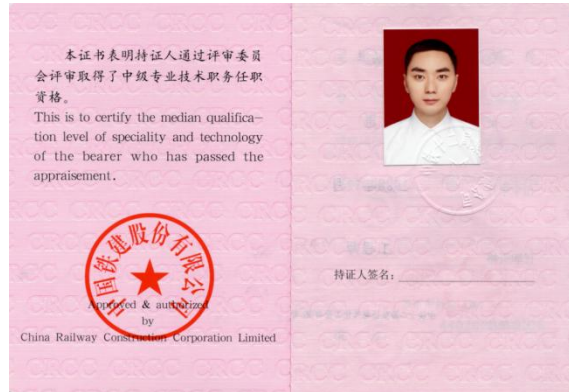 本证书表明持证人通过评审委员
会评审取得了中级专业技术职务任职
资格。
This is to certify the median qualifica-
tion level of speciality and technology
of the bearer who has passed the
appraisement.
中国铁建股份有限公司
Approved & authorized
by
China Railway Construction Corporation Limited
持证人签名：